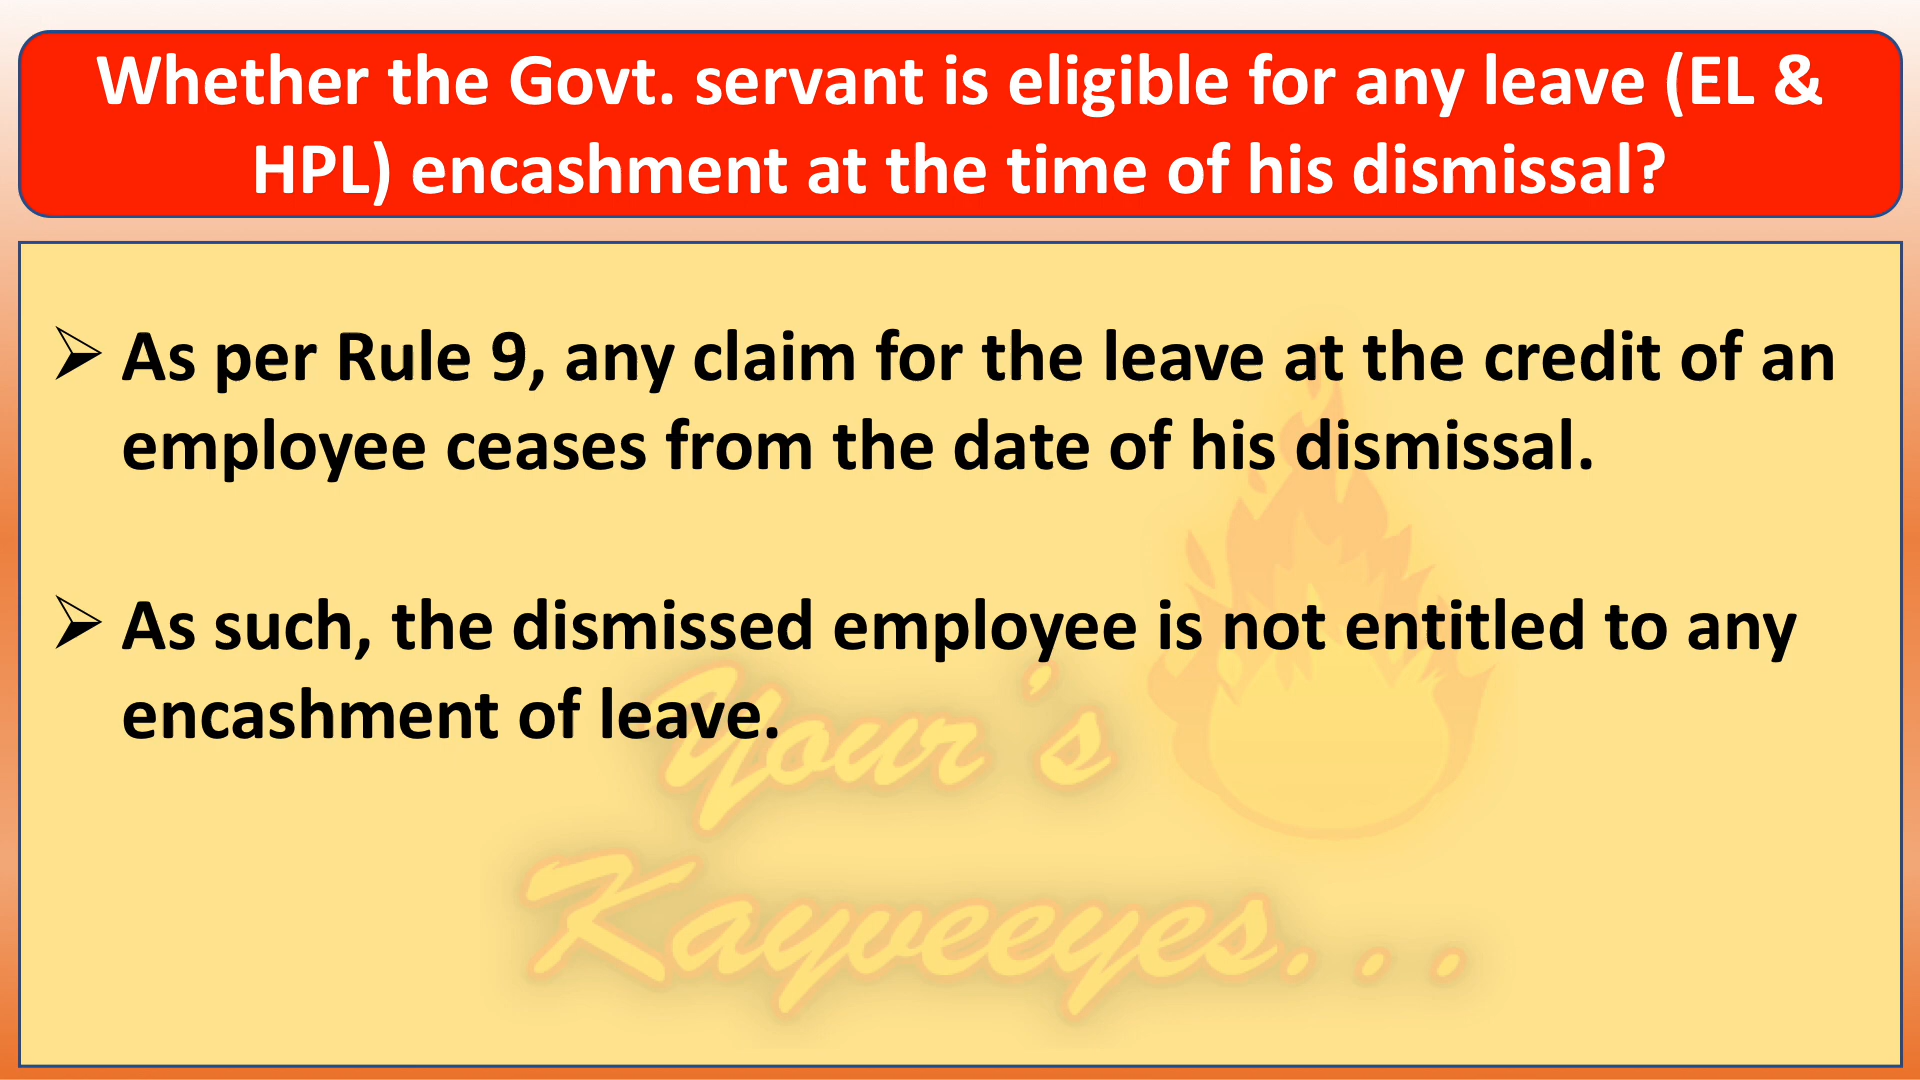 Whether the Govt. servant is eligible for any leave (EL &
HPL) encashment at the time of his dismissal?
➢ As per Rule 9, any claim for the leave at the credit of an
employee ceases from the date of his dismissal.
➢ As such, the dismissed employee is not entitled to any
encashment of leave.
Your's
Kayveeyes...